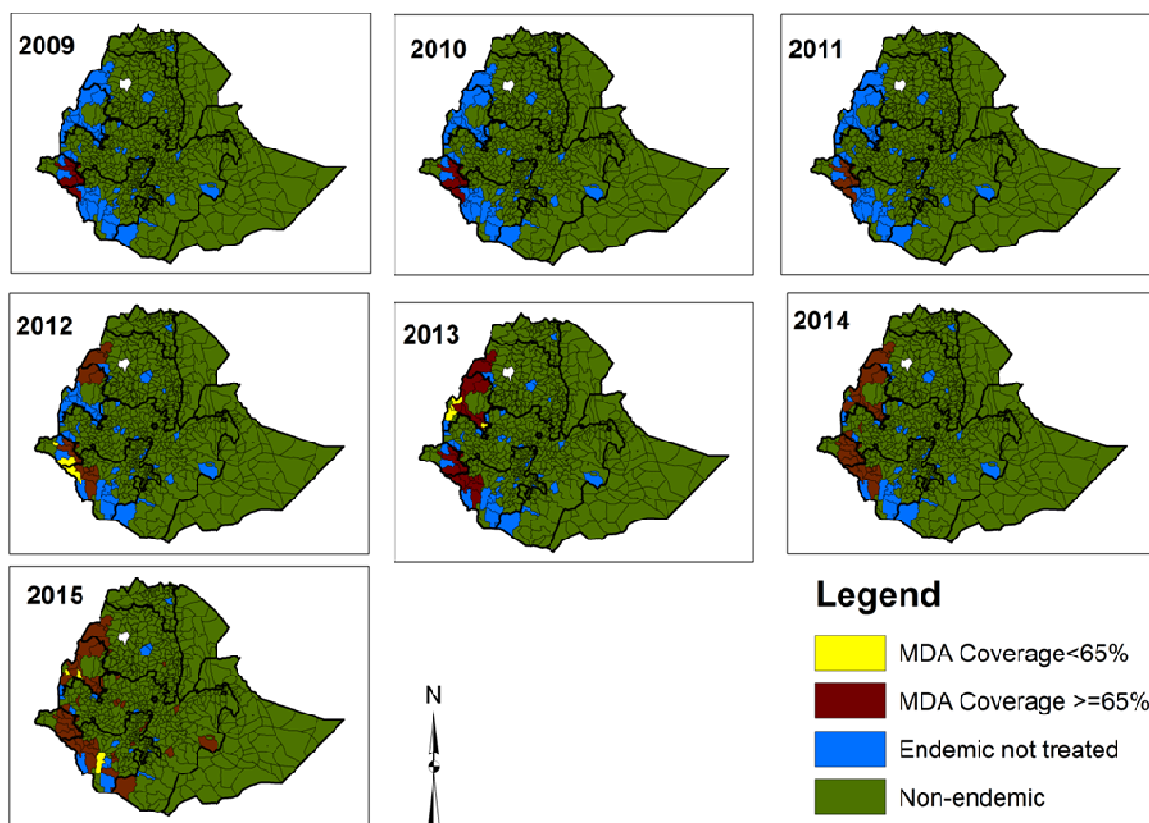 2009
2010
2011
2012
2013
2014
2015
Legend
MDA Coverage<65%
MDA Coverage >=65%
Endemic not treated
Non-endemic
N